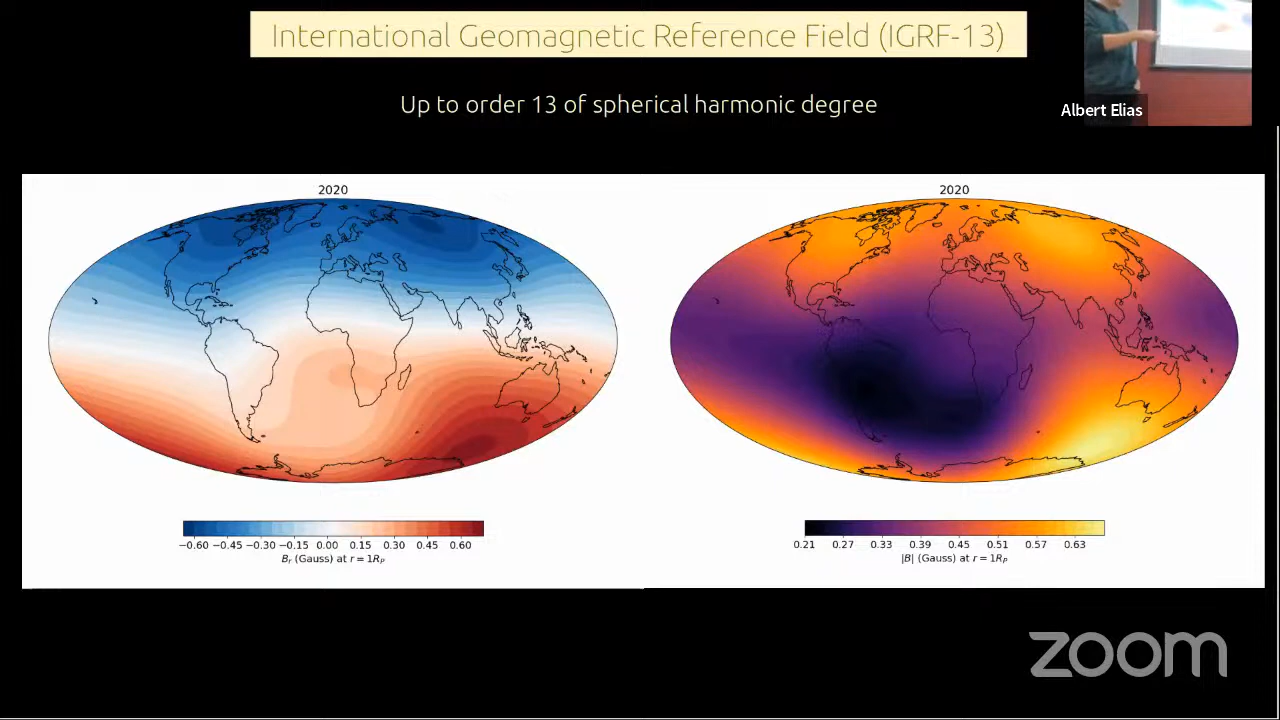 International Geomagnetic Reference Field (IGRF-13)
Up to order 13 of spherical harmonic degree
Albert Elias
2020
2020
−0.60 −0.45 −0.30 −0.15 0.00 0.15 0.30 0.45 0.60
Bᵣ (Gauss) at r = 1R_P
0.21 0.27 0.33 0.39 0.45 0.51 0.57 0.63
|B| (Gauss) at r = 1R_P
zoom